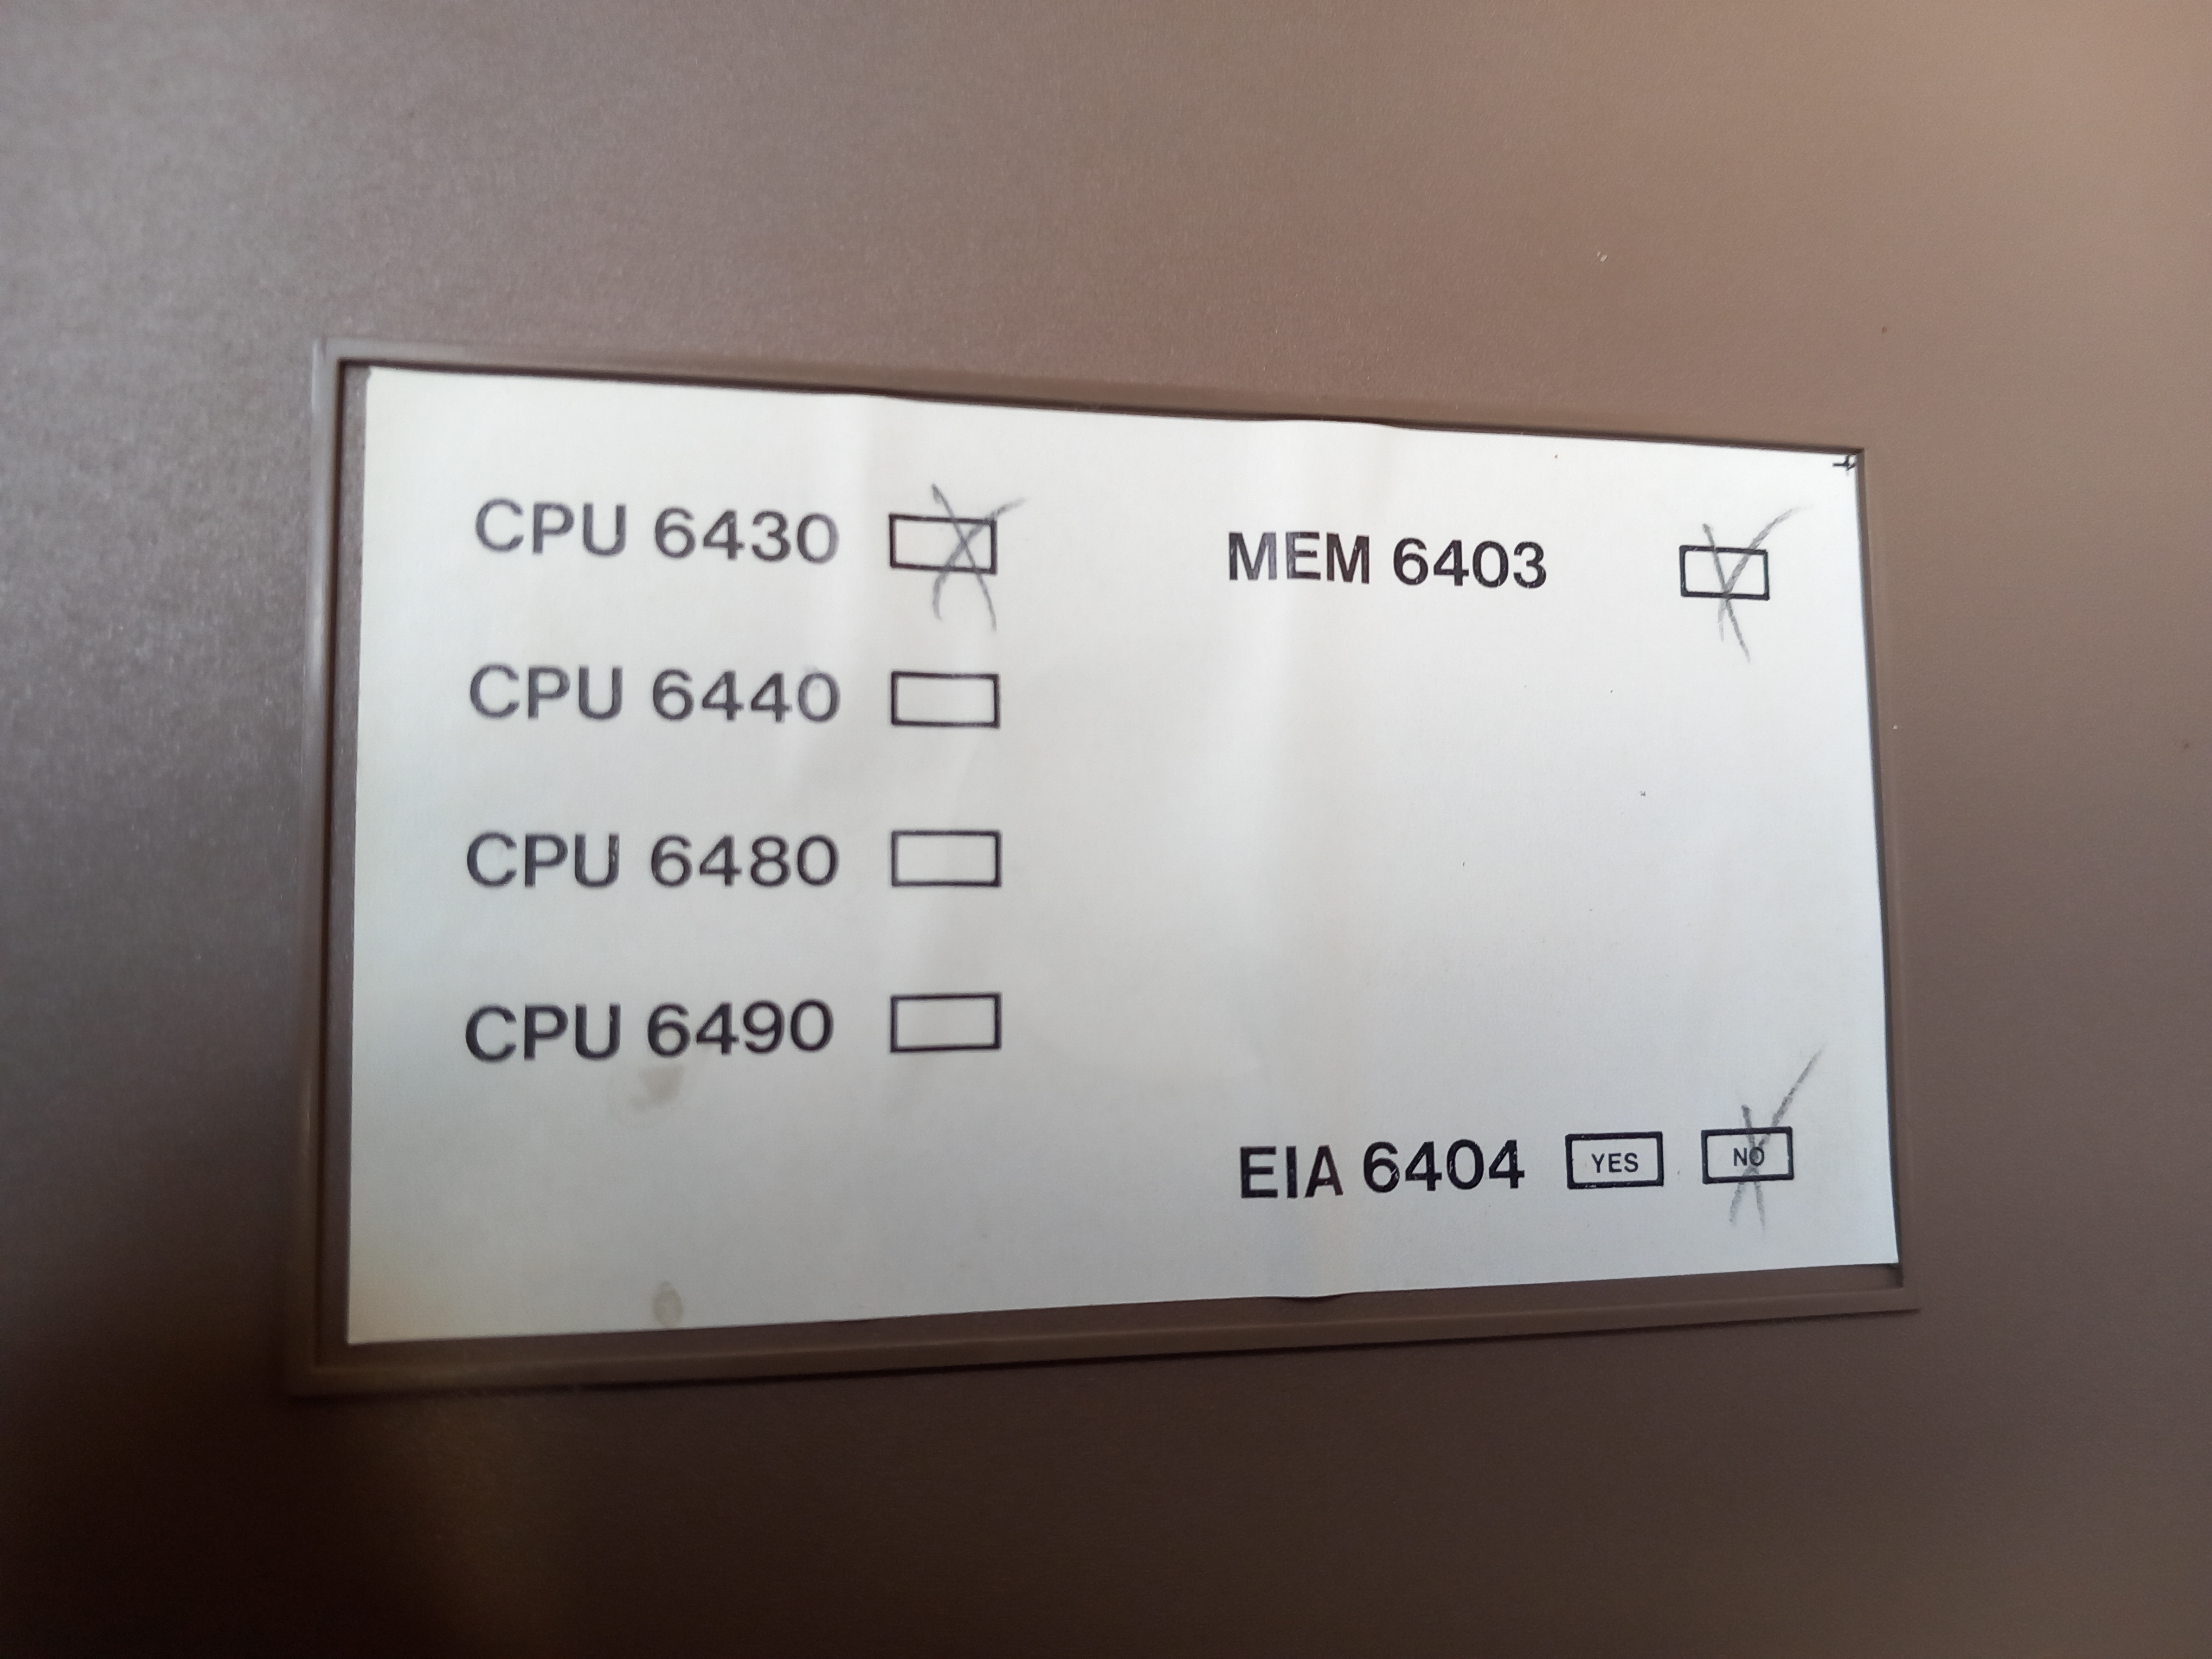 CPU 6430
MEM 6403
CPU 6440
CPU 6480
CPU 6490
EIA 6404 YES NO